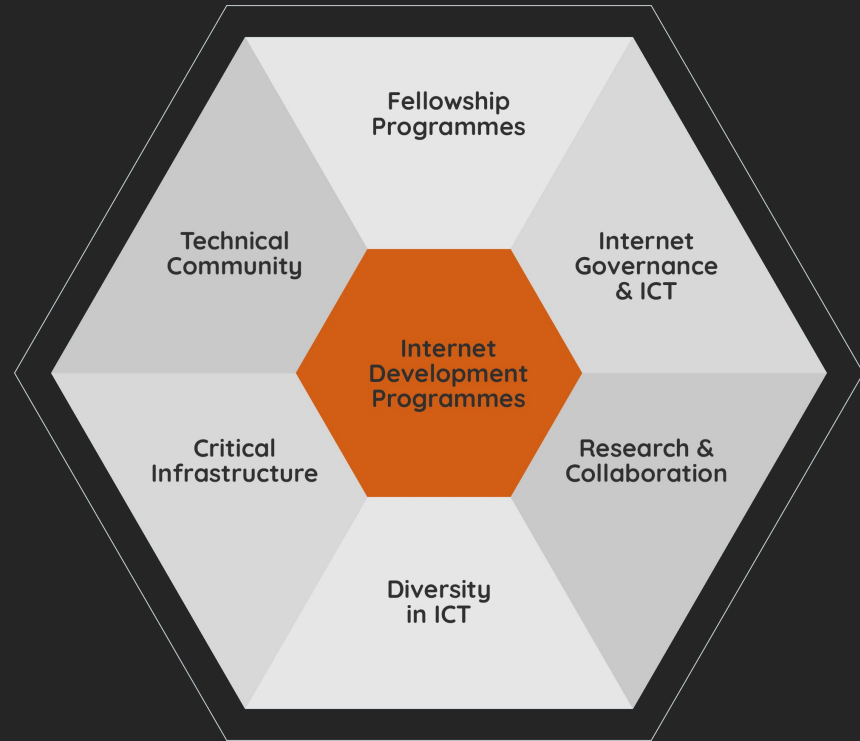 Fellowship
Programmes
Technical
Community
Internet
Governance
& ICT
Internet
Development
Programmes
Critical
Infrastructure
Research &
Collaboration
Diversity
in ICT